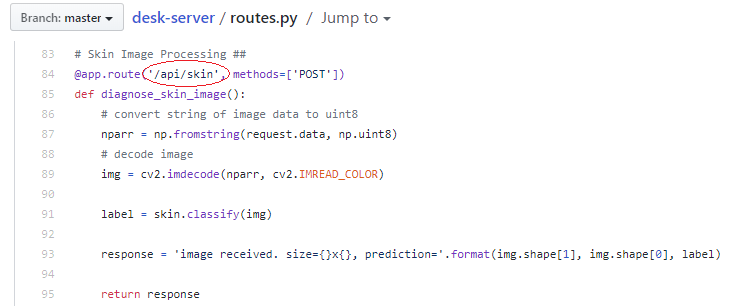 Branch: master desk-server / routes.py / Jump to
83 # Skin Image Processing ##
84 @app.route('/api/skin', methods=['POST'])
85 def diagnose_skin_image():
86 # convert string of image data to uint8
87 nparr = np.fromstring(request.data, np.uint8)
88 # decode image
89 img = cv2.imdecode(nparr, cv2.IMREAD_COLOR)
90
91 label = skin.classify(img)
92
93 response = 'image received. size={}x{}, prediction='.format(img.shape[1], img.shape[0], label)
94
95 return response